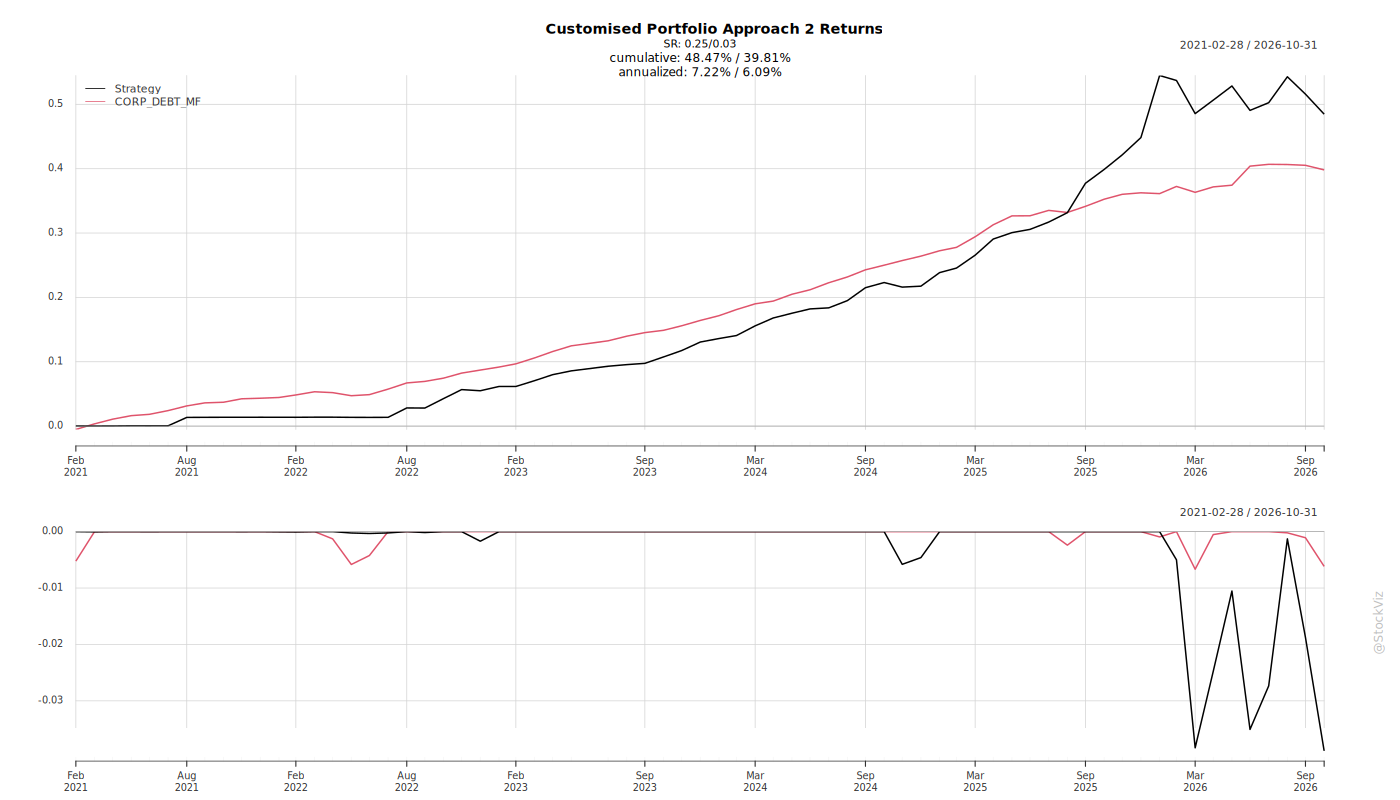 Customised Portfolio Approach 2 Returns
SR: 0.25/0.03
cumulative: 48.47% / 39.81%
annualized: 7.22% / 6.09%
2021-02-28 / 2026-10-31
Strategy
CORP_DEBT_MF
0.5
0.4
0.3
0.2
0.1
0.0
Feb Aug Feb Aug Feb Sep Mar Sep Mar Sep Mar Sep
2021 2021 2022 2022 2023 2023 2024 2024 2025 2025 2026 2026
2021-02-28 / 2026-10-31
0.00
-0.01
-0.02
-0.03
Feb Aug Feb Aug Feb Sep Mar Sep Mar Sep Mar Sep
2021 2021 2022 2022 2023 2023 2024 2024 2025 2025 2026 2026
@StockViz